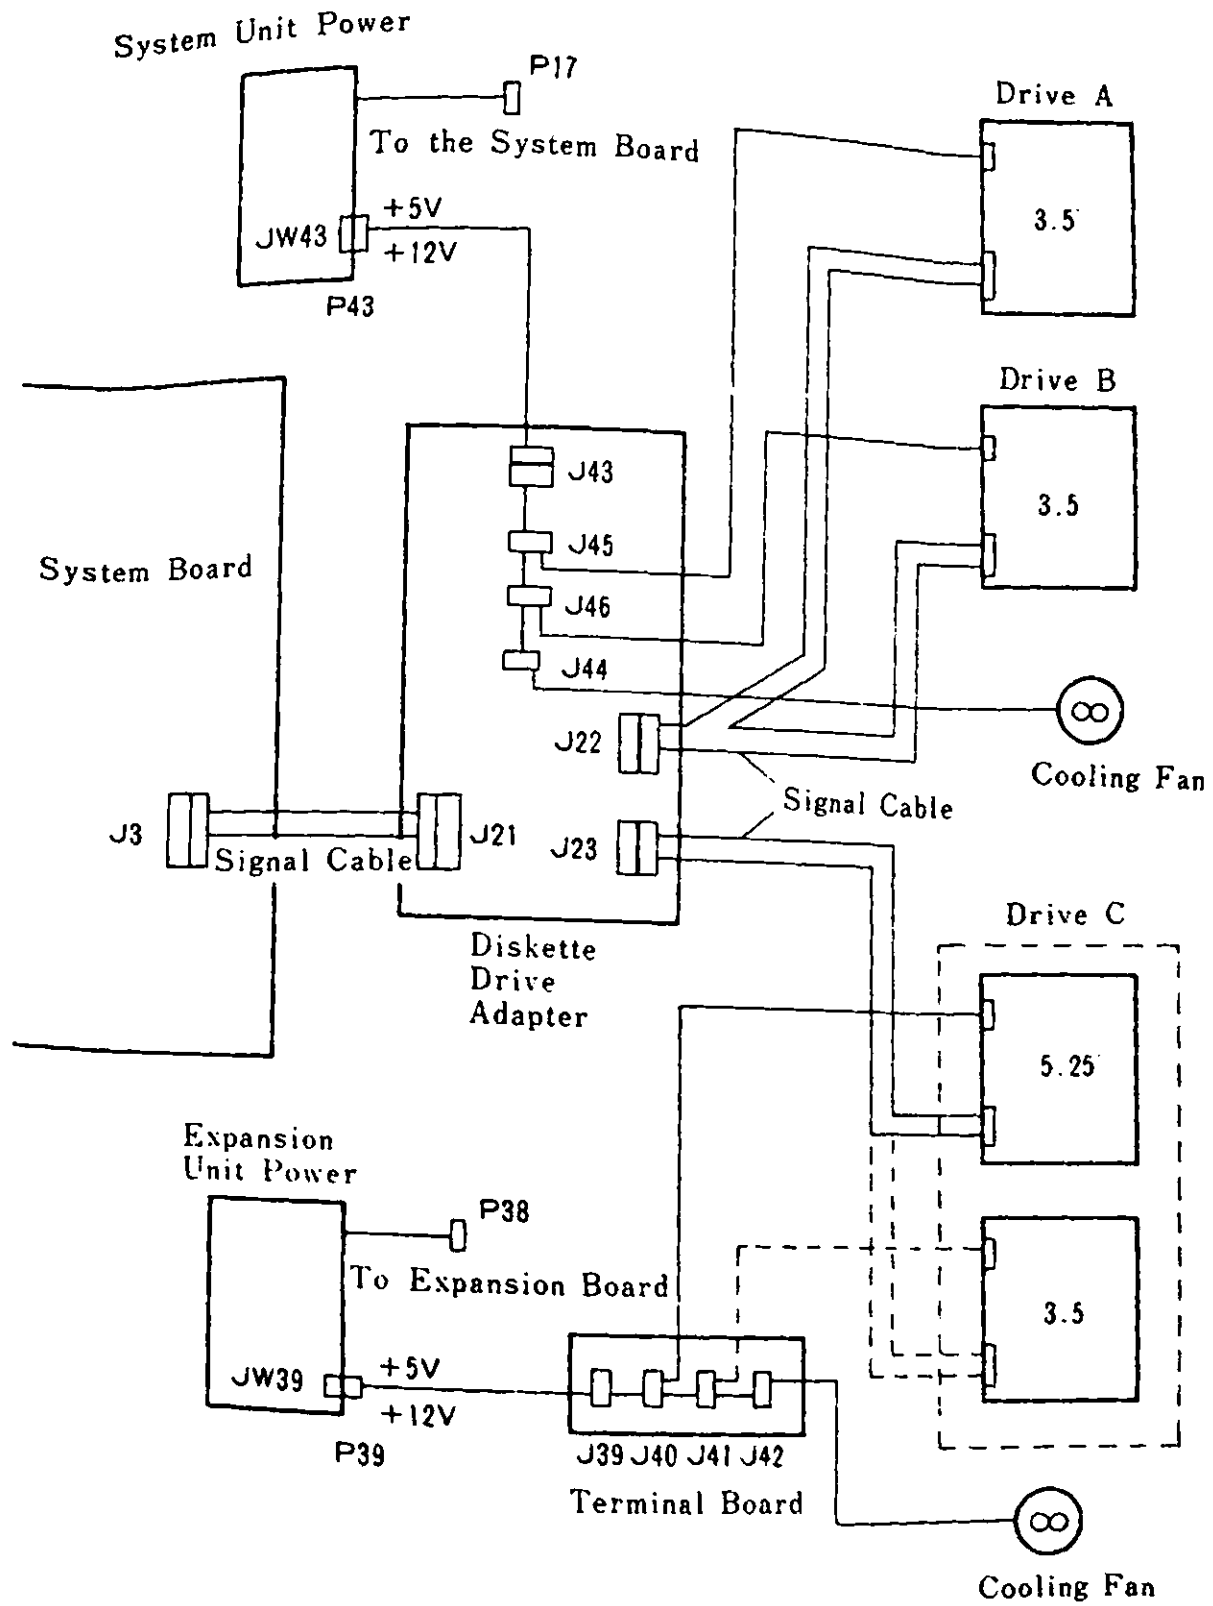 System Unit Power
P17
To the System Board
+5V
JW43
+12V
P43
Drive A
3.5
Drive B
3.5
J43
J45
System Board
J46
J44
J22
Cooling Fan
Signal Cable
J3
J21
J23
Signal Cable
Drive C
Diskette
Drive
Adapter
5.25
Expansion
Unit Power
P38
To Expansion Board
3.5
JW39
+5V
+12V
P39
J39 J40 J41 J42
Terminal Board
Cooling Fan